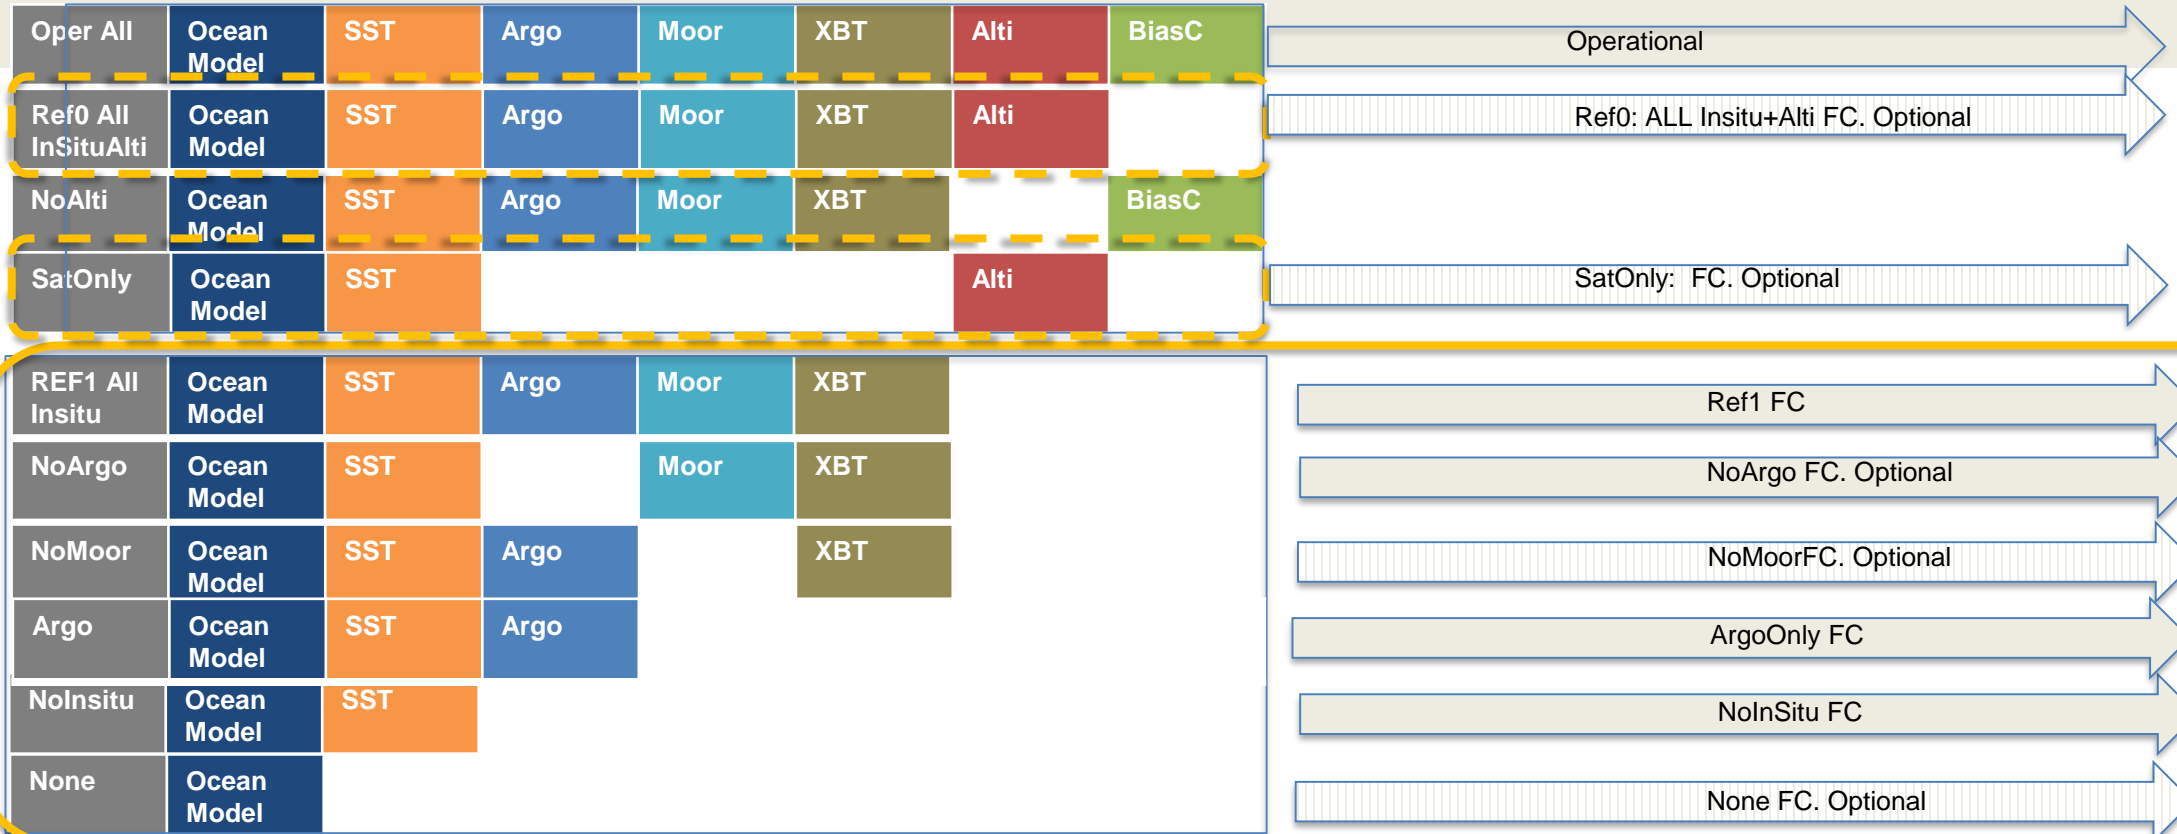 Oper All Ocean SST Argo Moor XBT Alti BiasC Operational
Model
Ref0 All Ocean SST Argo Moor XBT Alti Ref0: ALL Insitu+Alti FC. Optional
InSituAlti Model
NoAlti Ocean SST Argo Moor XBT BiasC
Model
SatOnly Ocean SST Alti SatOnly: FC. Optional
Model
REF1 All Ocean SST Argo Moor XBT Ref1 FC
Insitu Model
NoArgo Ocean SST Moor XBT NoArgo FC. Optional
Model
NoMoor Ocean SST Argo XBT NoMoorFC. Optional
Model
Argo Ocean SST Argo ArgoOnly FC
Model
NoInsitu Ocean SST NoInSitu FC
Model
None Ocean None FC. Optional
Model